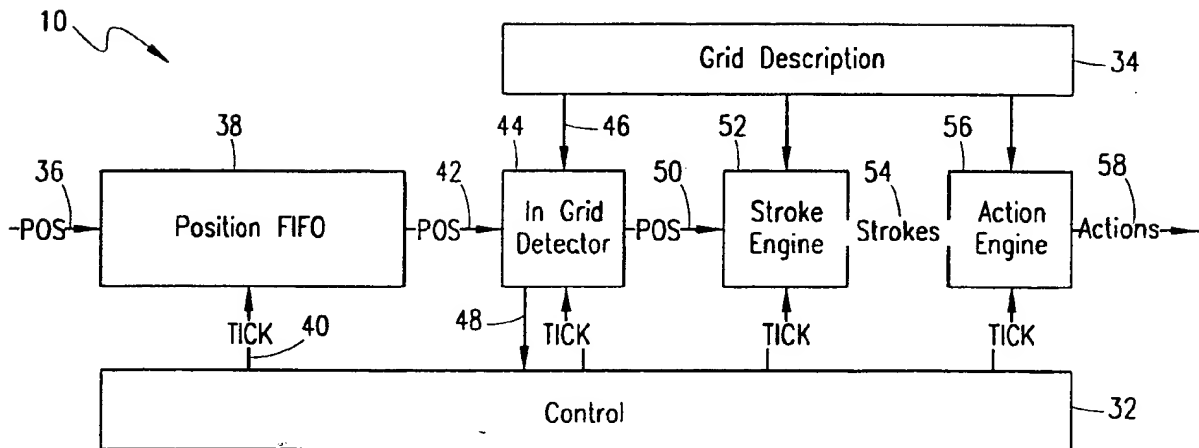 10
Grid Description
34
38
44
46
52
56
36
42
50
54
58
POS
Position FIFO
POS
In Grid
Detector
POS
Stroke
Engine
Strokes
Action
Engine
Actions
TICK
40
48
TICK
TICK
TICK
Control
32